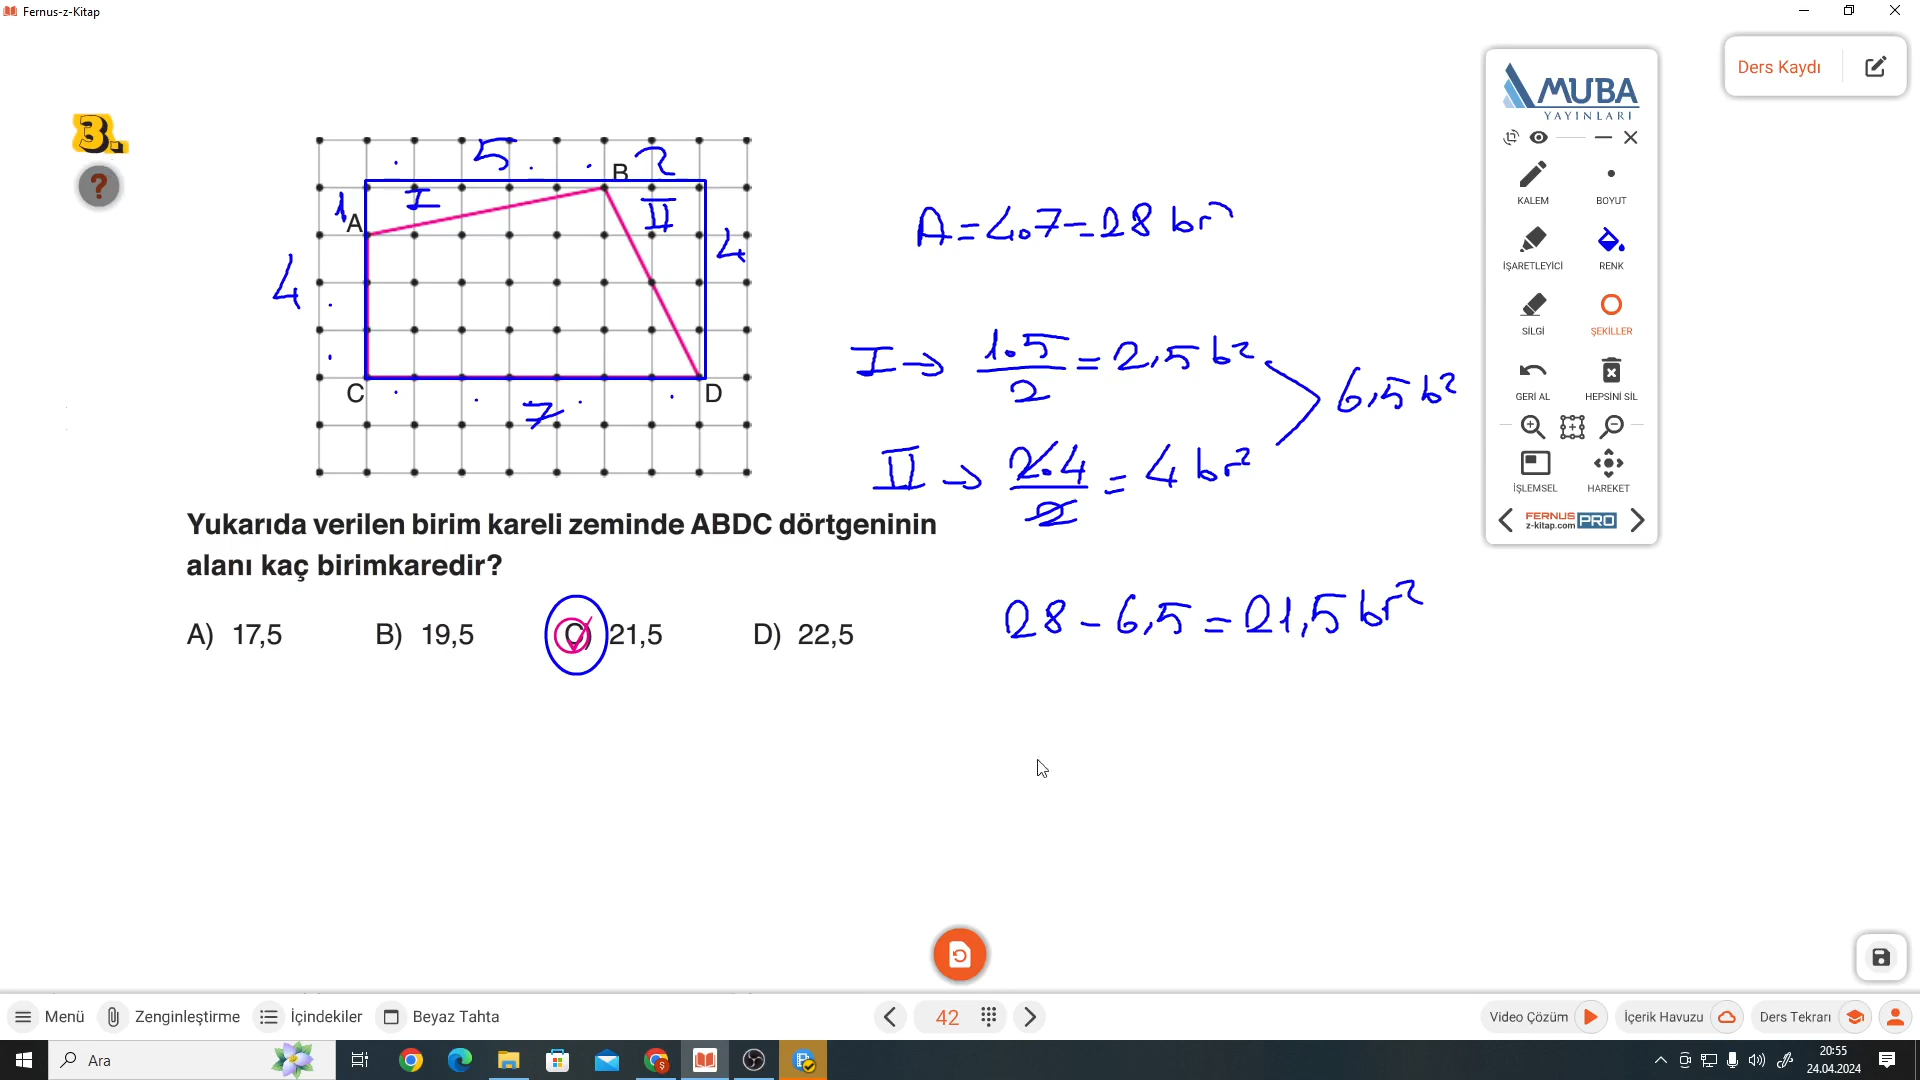 Fernus-z-Kitap
Ders Kaydı
MUBA
YAYINLARI
3.
?
5
B
2
1
I
II
A
4
4
C
D
7
A = 4.7 = 28 br²
I → 1.5/2 = 2,5 b²
6,5 b²
II → 2.4/2 = 4 br²
28 - 6,5 = 21,5 br²
KALEM
BOYUT
İŞARETLEYİCİ
RENK
SİLGİ
ŞEKİLLER
GERİ AL
HEPSİNİ SİL
İŞLEMSEL
HAREKET
FERNUS
z-kitap.com PRO
Yukarıda verilen birim kareli zeminde ABDC dörtgeninin
alanı kaç birimkaredir?
A) 17,5 B) 19,5 C) 21,5 D) 22,5
Menü Zenginleştirme İçindekiler Beyaz Tahta 42 Video Çözüm İçerik Havuzu Ders Tekrarı
Ara
20:55
24.04.2024